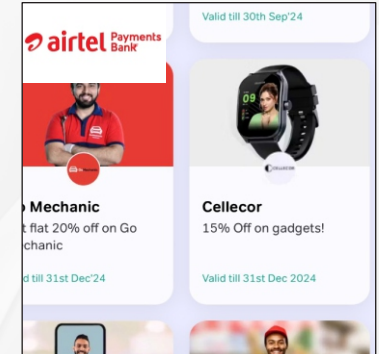 Valid till 30th Sep'24
airtel Payments Bank
09
CELLECOR
Mechanic
Cellecor
flat 20% off on Go
15% Off on gadgets!
till 31st Dec'24
Valid till 31st Dec 2024